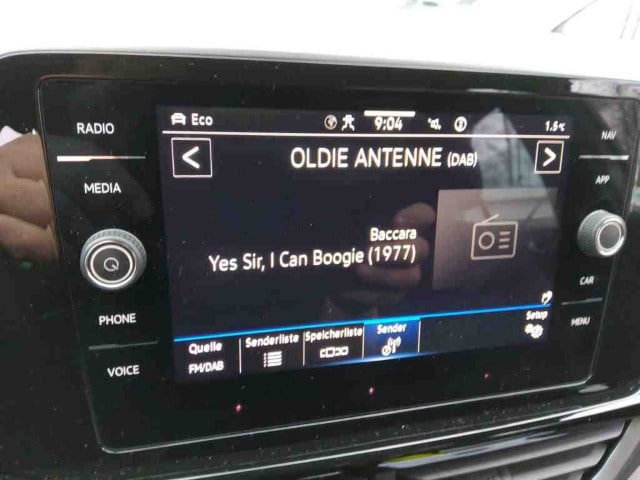 RADIO
MEDIA
PHONE
VOICE
Eco
9:04
1.5°C
OLDIE ANTENNE (DAB)
Baccara
Yes Sir, I Can Boogie (1977)
Quelle
FM/DAB
Senderliste
Speicherliste
Sender
Setup
NAV
APP
CAR
MENU